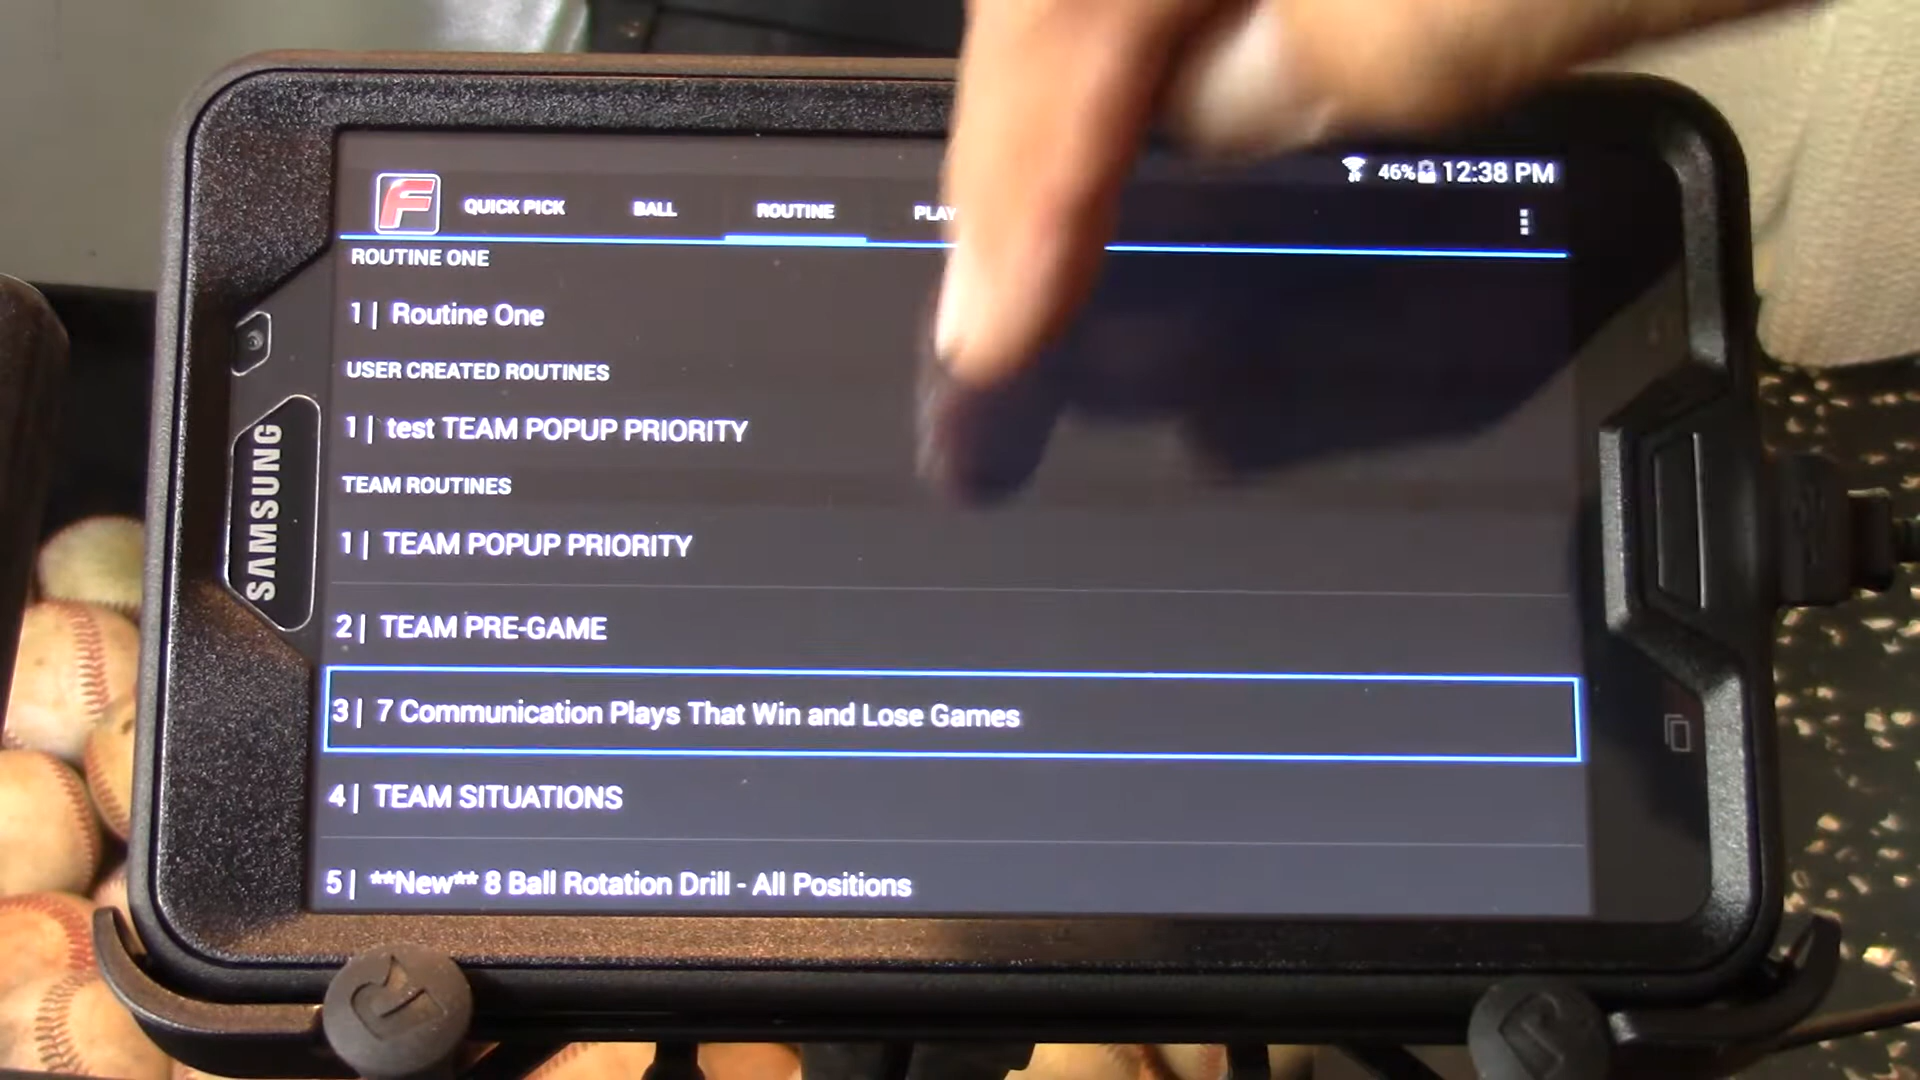 46% 12:38 PM
F QUICK PICK BALL ROUTINE PLAY
ROUTINE ONE
1| Routine One
USER CREATED ROUTINES
1| test TEAM POPUP PRIORITY
TEAM ROUTINES
1| TEAM POPUP PRIORITY
2| TEAM PRE-GAME
3| 7 Communication Plays That Win and Lose Games
4| TEAM SITUATIONS
5| **New** 8 Ball Rotation Drill - All Positions
SAMSUNG